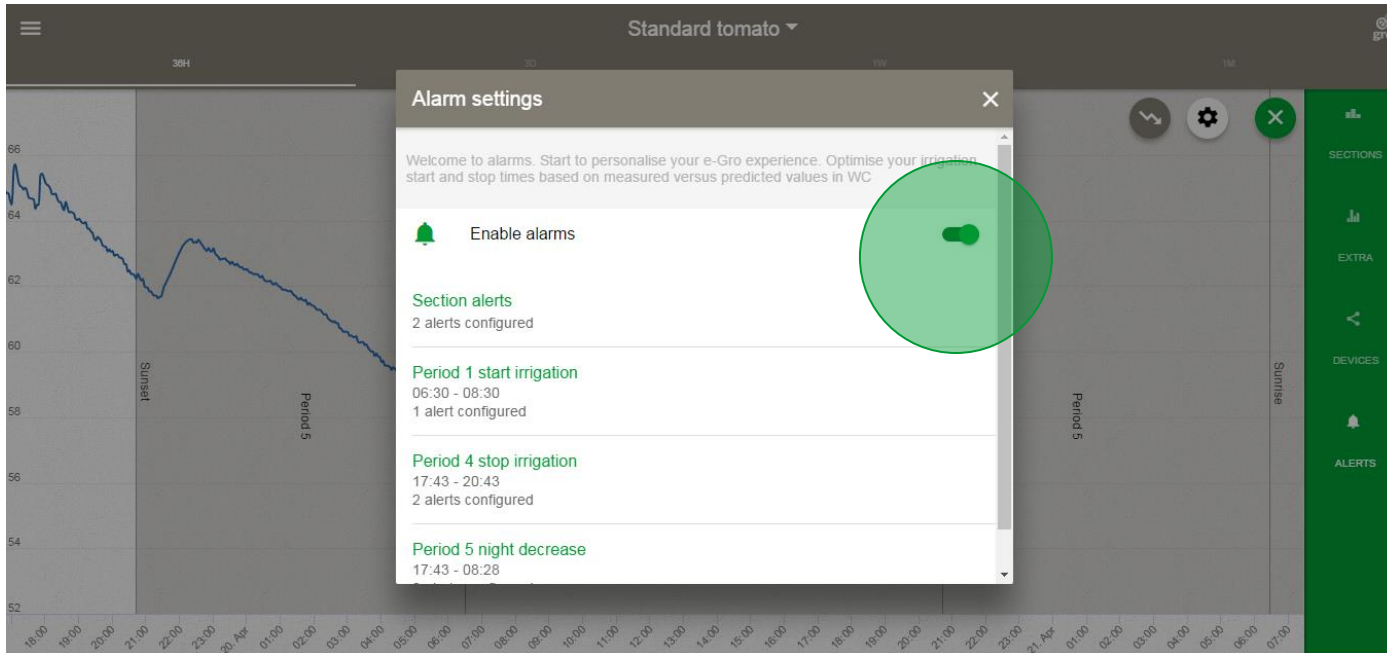 Standard tomato
gro
36H
3D
1W
1M
Alarm settings
Welcome to alarms. Start to personalise your e-Gro experience. Optimise your irrigation
start and stop times based on measured versus predicted values in WC
Enable alarms
Section alerts
2 alerts configured
Period 1 start irrigation
06:30 - 08:30
1 alert configured
Period 4 stop irrigation
17:43 - 20:43
2 alerts configured
Period 5 night decrease
17:43 - 08:28
SECTIONS
EXTRA
DEVICES
ALERTS
66
64
62
60
58
56
54
52
Sunset
Period 5
Period 5
Sunrise
18:00 19:00 20:00 21:00 22:00 23:00 20. Apr 01:00 02:00 03:00 04:00 05:00 06:00 07:00 08:00 09:00 10:00 11:00 12:00 13:00 14:00 15:00 16:00 17:00 18:00 19:00 20:00 21:00 22:00 23:00 21. Apr 01:00 02:00 03:00 04:00 05:00 06:00 07:00